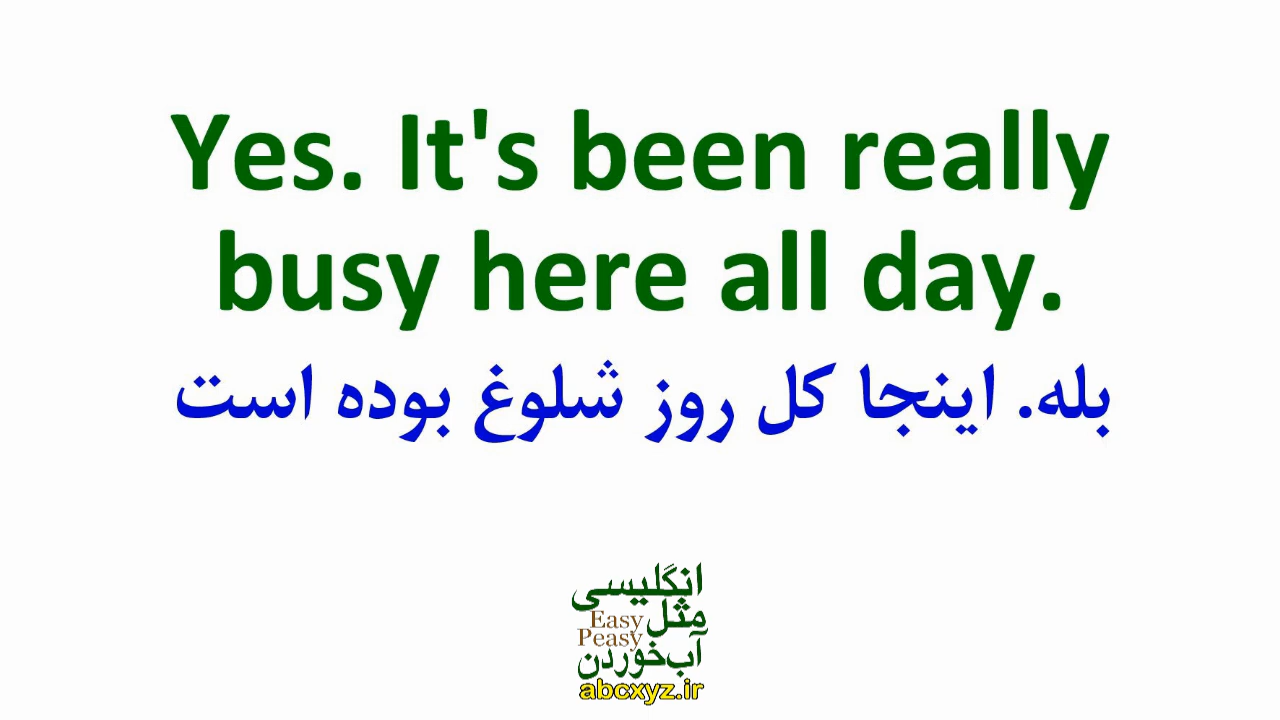 Yes. It's been really
busy here all day.
بله. اینجا کل روز شلوغ بوده است
انگلیسی
مثل
Easy
Peasy
آب‌خوردن
abcxyz.ir